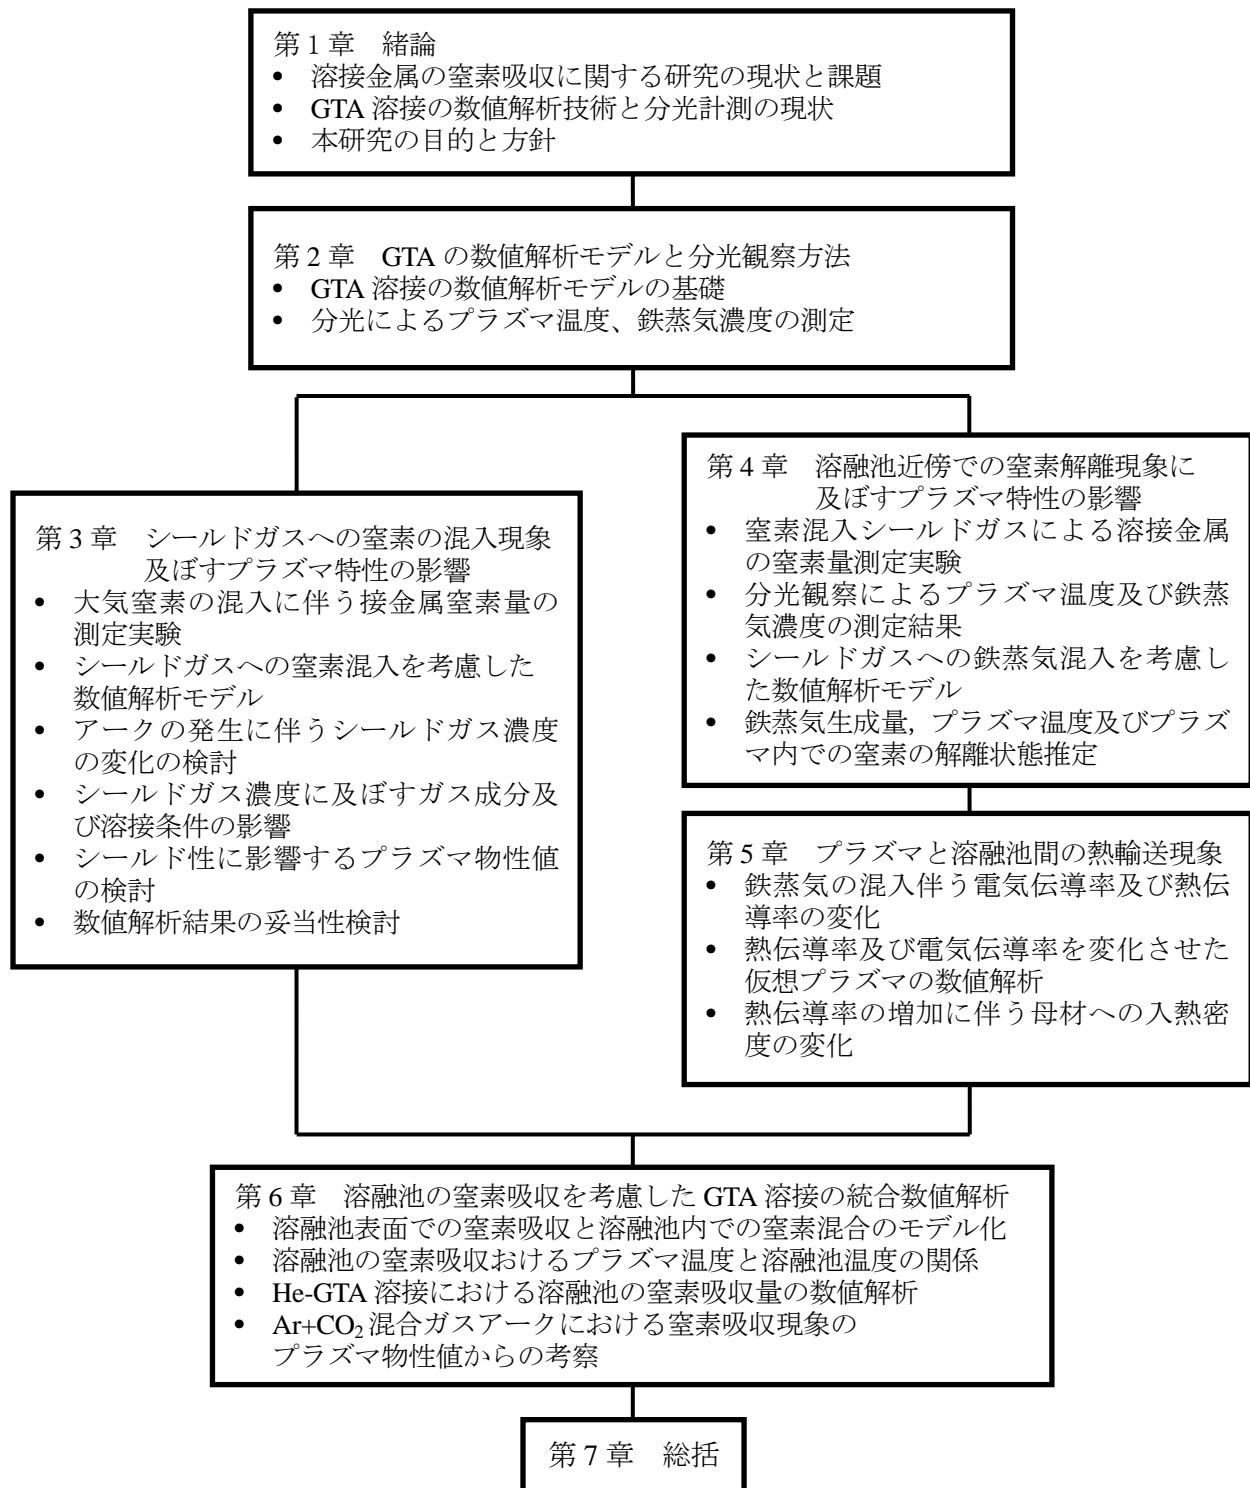 第 1 章　緒論
• 溶接金属の窒素吸収に関する研究の現状と課題
• GTA 溶接の数値解析技術と分光計測の現状
• 本研究の目的と方針
第 2 章　GTA の数値解析モデルと分光観察方法
• GTA 溶接の数値解析モデルの基礎
• 分光によるプラズマ温度、鉄蒸気濃度の測定
第 3 章　シールドガスへの窒素の混入現象
及ぼすプラズマ特性の影響
• 大気窒素の混入に伴う接金属窒素量の
測定実験
• シールドガスへの窒素混入を考慮した
数値解析モデル
• アークの発生に伴うシールドガス濃度
の変化の検討
• シールドガス濃度に及ぼすガス成分及
び溶接条件の影響
• シールド性に影響するプラズマ物性値
の検討
• 数値解析結果の妥当性検討
第 4 章　溶融池近傍での窒素解離現象に
及ぼすプラズマ特性の影響
• 窒素混入シールドガスによる溶接金属
の窒素量測定実験
• 分光観察によるプラズマ温度及び鉄蒸
気濃度の測定結果
• シールドガスへの鉄蒸気混入を考慮し
た数値解析モデル
• 鉄蒸気生成量, プラズマ温度及びプラズ
マ内での窒素の解離状態推定
第 5 章　プラズマと溶融池間の熱輸送現象
• 鉄蒸気の混入伴う電気伝導率及び熱伝
導率の変化
• 熱伝導率及び電気伝導率を変化させた
仮想プラズマの数値解析
• 熱伝導率の増加に伴う母材への入熱密
度の変化
第 6 章　溶融池の窒素吸収を考慮した GTA 溶接の統合数値解析
• 溶融池表面での窒素吸収と溶融池内での窒素混合のモデル化
• 溶融池の窒素吸収おけるプラズマ温度と溶融池温度の関係
• He-GTA 溶接における溶融池の窒素吸収量の数値解析
• Ar+CO₂ 混合ガスアークにおける窒素吸収現象の
プラズマ物性値からの考察
第 7 章　総括